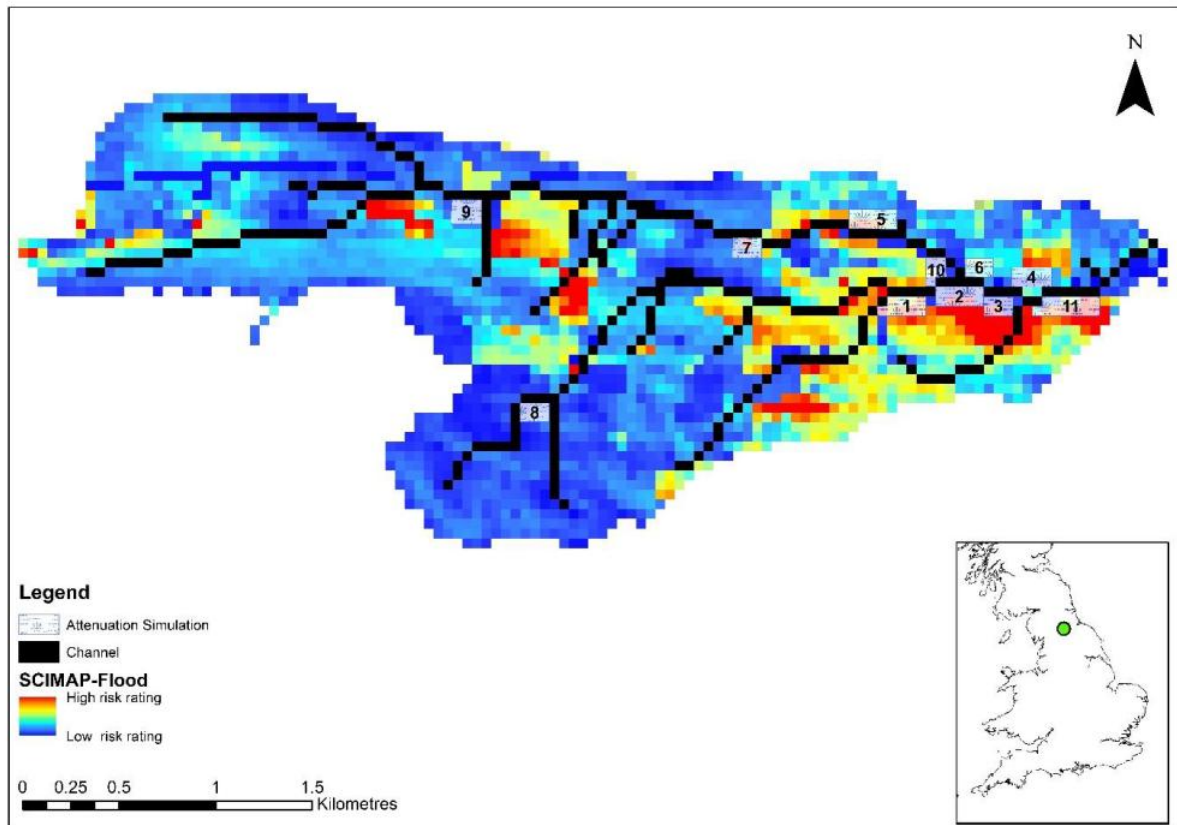 N
9
5
7
10
6
4
1
2
3
11
8
Legend
Attenuation Simulation
Channel
SCIMAP-Flood
High risk rating
Low risk rating
0 0.25 0.5 1 1.5
Kilometres